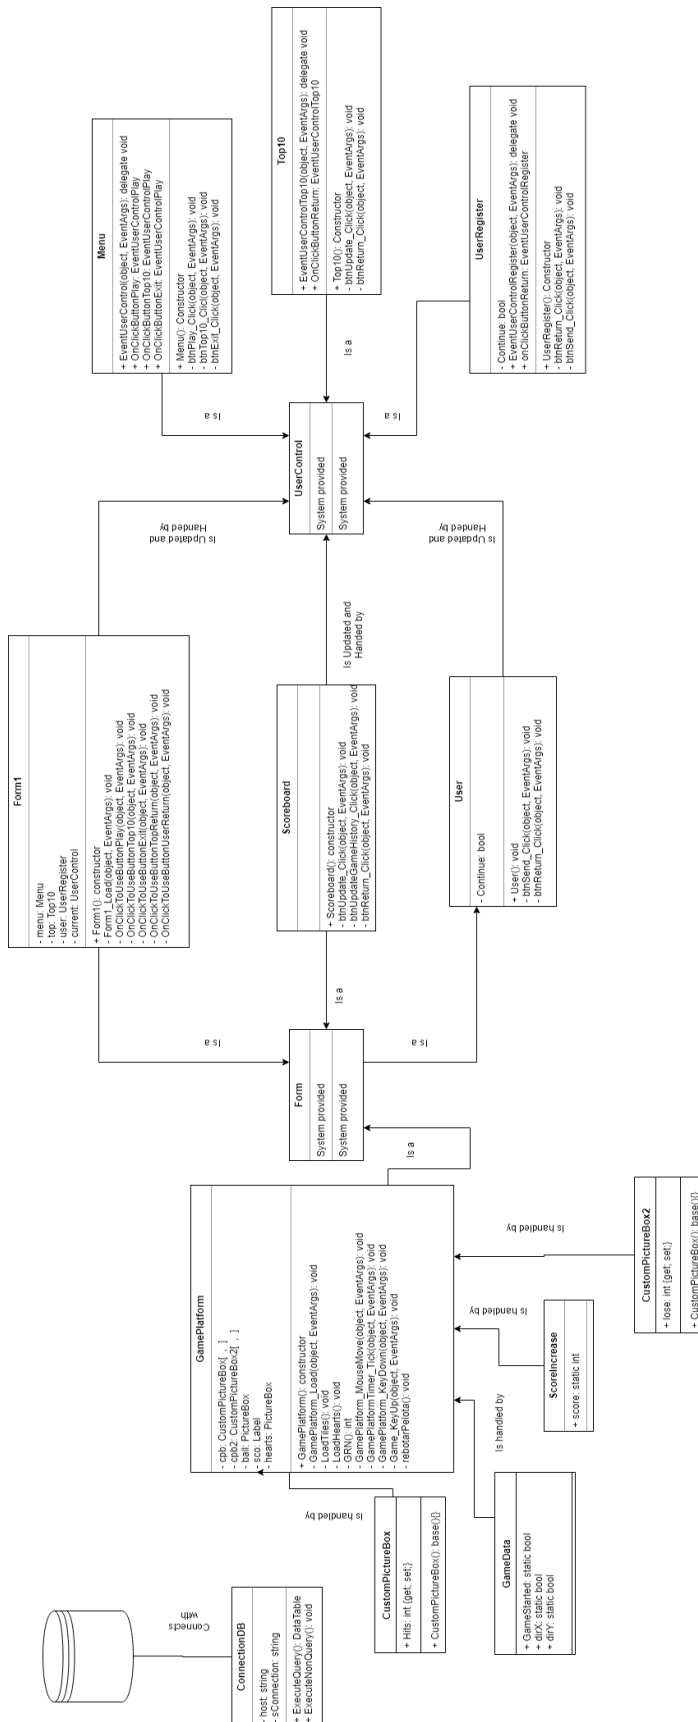 Menu
+ EventUserControl(object, EventArgs): delegate void
+ OnClickButtonPlay: EventUserControlPlay
+ OnClickButtonTop10: EventUserControlPlay
+ OnClickButtonExit: EventUserControlPlay
+ Menu(): Constructor
- btnPlay_Click(object, EventArgs): void
- btnTop10_Clicl(object, EventArgs): void
- btnExit_Click(object, EventArgs): void
Top10
+ EventUserControlTop10(object, EventArgs): delegate void
+ OnClickButtonReturn: EventUserControlTop10
+ Top10(): Constructor
- btnUpdate_Click(object, EventArgs): void
- btnReturn_Click(object, EventArgs): void
UserRegister
- Continue: bool
+ EventUserControlRegister(object, EventArgs): delegate void
+ onClickButtonReturn: EventUserControlRegister
+ UserRegister(): Constructor
- btnReturn_Click(object, EventArgs): void
- btnSend_Click(object, EventArgs): void
Is a
Is a
Is a
UserControl
System provided
System provided
Is Updated and
Handed by
Is Updated and
Handed by
Is Updated and
Handed by
Form1
- menu: Menu
- top: Top10
- user: UserRegister
- current: UserControl
+ Form1(): constructor
- Form1_Load(object, EventArgs): void
- OnClickToUseButtonPlay(object, EventArgs): void
- OnClickToUseButtonTop10(object, EventArgs): void
- OnClickToUseButtonExit(object, EventArgs): void
- OnClickToUseButtonTopReturn(object, EventArgs): void
- OnClickToUseButtonUserReturn(object, EventArgs): void
Scoreboard
+ Scoreboard(): constructor
- btnUpdate_Click(object, EventArgs): void
- btnUpdateGameHistory_Click(object, EventArgs): void
- btnReturn_Click(object, EventArgs): void
User
- Continue: bool
+ User(): void
- btnSend_Click(object, EventArgs): void
- btnReturn_Click(object, EventArgs): void
Is a
Is a
Is a
Form
System provided
System provided
Is a
GamePlatform
- cpb: CustomPictureBox[ , ]
- cpb2: CustomPictureBox2[ , ]
- ball: PictureBox
- sco: Label
- hearts: PictureBox
+ GamePlatform(): constructor
- GamePlatform_Load(object, EventArgs): void
- LoadTiles(): void
- LoadHearts(): void
- GRN(): int
- GamePlatform_MouseMove(object, EventArgs): void
- GamePlatformTimer_Tick(object, EventArgs): void
- GamePlatform_KeyDown(object, EventArgs): void
- Game_KeyUp(object, EventArgs): void
- rebotarPelota(): void
Is handled by
Is handled by
Is handled by
Is handled by
CustomPictureBox2
+ lose: int {get; set;}
+ CustomPictureBox(): base(){}
ScoreIncrease
+ score: static int
GameData
+ GameStarted: static bool
+ dirX: static bool
+ dirY: static bool
CustomPictureBox
+ Hits: int {get; set;}
+ CustomPictureBox(): base(){}
Connects
with
ConnectionDB
- host: string
- sConnection: string
+ ExecuteQuery(): DataTable
+ ExecuteNonQuery(): void